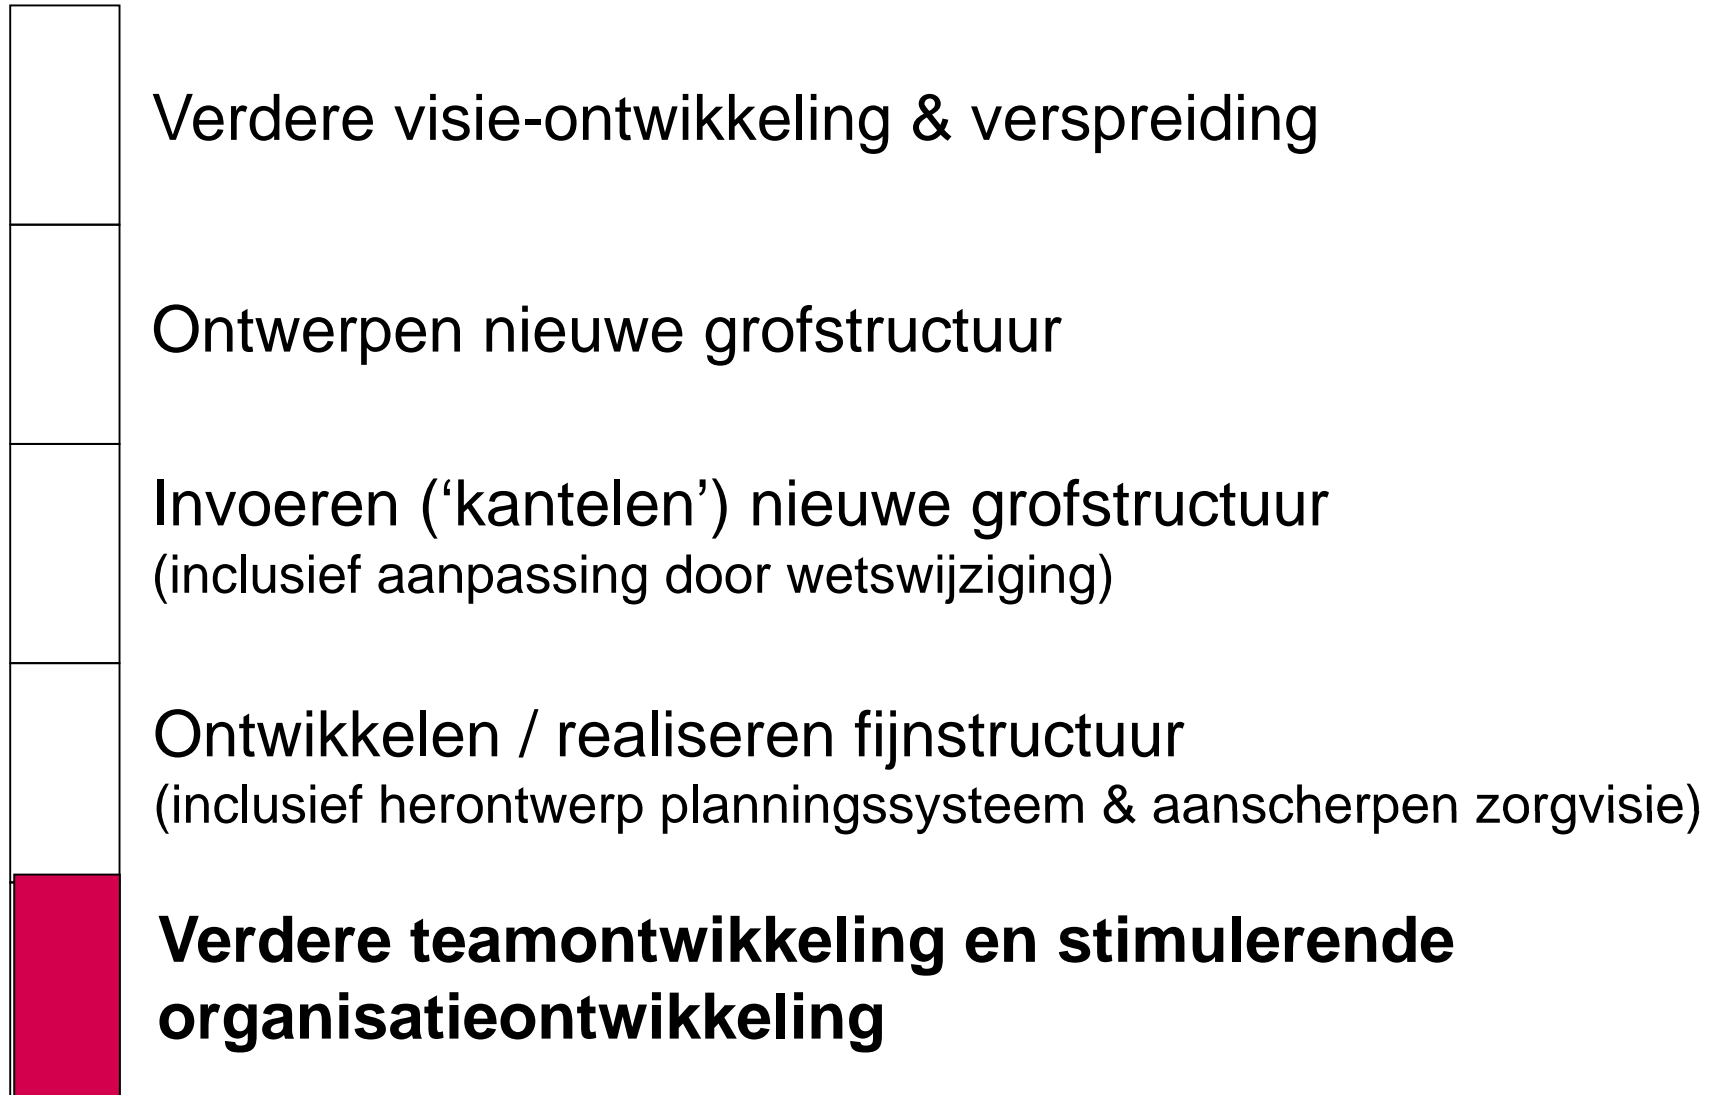 Verdere visie-ontwikkeling & verspreiding
Ontwerpen nieuwe grofstructuur
Invoeren (‘kantelen’) nieuwe grofstructuur
(inclusief aanpassing door wetswijziging)
Ontwikkelen / realiseren fijnstructuur
(inclusief herontwerp planningssysteem & aanscherpen zorgvisie)
Verdere teamontwikkeling en stimulerende
organisatieontwikkeling